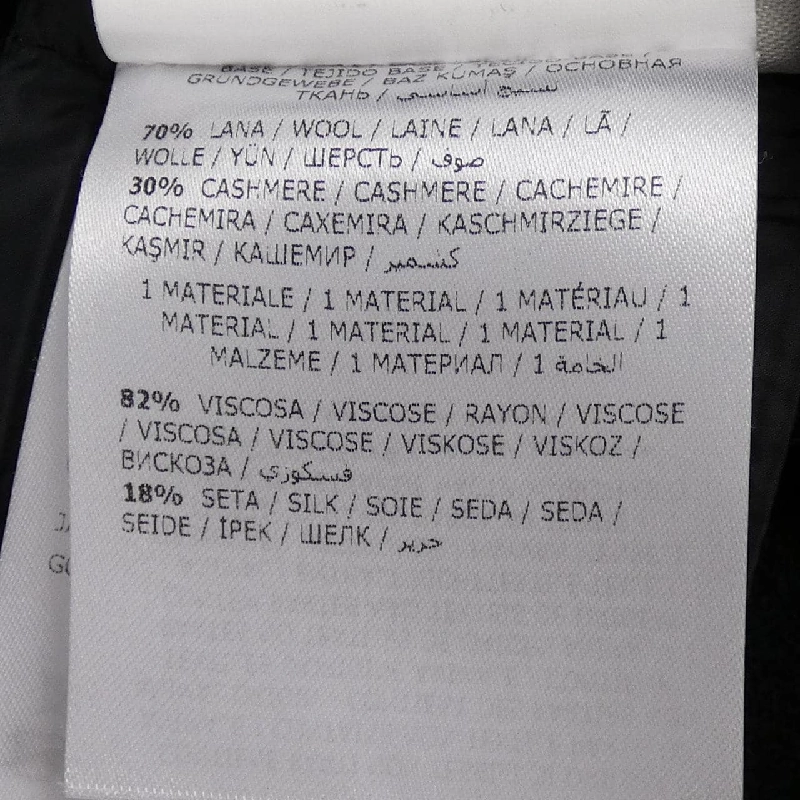 BASE / TEJIDO BASE /
GRUNDGEWEBE / BAZ KUMAŞ / ОСНОВНАЯ
ТКАНЬ / نسيج أساسي
70% LANA / WOOL / LAINE / LANA / LÃ /
WOLLE / YÜN / ШЕРСТЬ / صوف
30% CASHMERE / CASHMERE / CACHEMIRE /
CACHEMIRA / CAXEMIRA / KASCHMIRZIEGE /
KAŞMIR / КАШЕМИР / كشمير
1 MATERIALE / 1 MATERIAL / 1 MATÉRIAU / 1
MATERIAL / 1 MATERIAL / 1 MATERIAL / 1
MALZEME / 1 МАТЕРИАЛ / 1 الخامة
82% VISCOSA / VISCOSE / RAYON / VISCOSE
/ VISCOSA / VISCOSE / VISKOSE / VISKOZ /
ВИСКОЗА / فسكوزي
18% SETA / SILK / SOIE / SEDA / SEDA /
SEIDE / İPEK / ШЕЛК / حرير